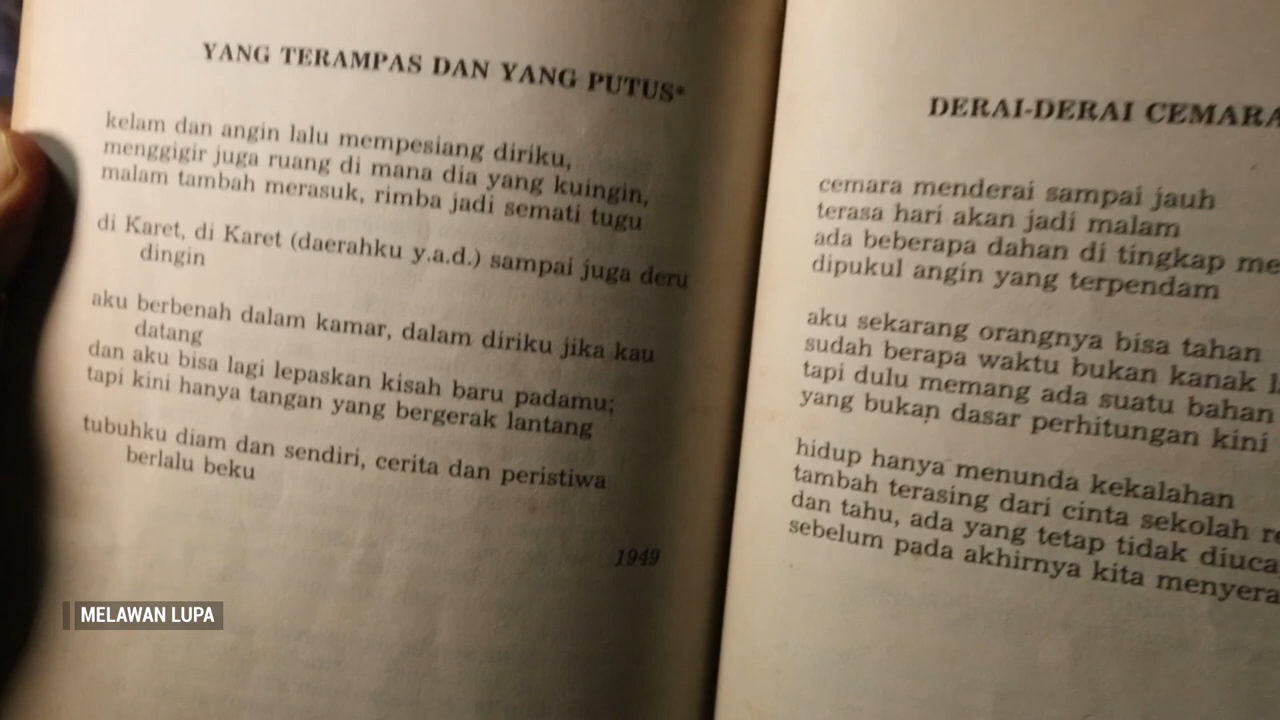 YANG TERAMPAS DAN YANG PUTUS*
kelam dan angin lalu mempesiang diriku,
menggigir juga ruang di mana dia yang kuingin,
malam tambah merasuk, rimba jadi semati tugu
di Karet, di Karet (daerahku y.a.d.) sampai juga deru
dingin
aku berbenah dalam kamar, dalam diriku jika kau
datang
dan aku bisa lagi lepaskan kisah baru padamu;
tapi kini hanya tangan yang bergerak lantang
tubuhku diam dan sendiri, cerita dan peristiwa
berlalu beku
1949
DERAI-DERAI CEMARA
cemara menderai sampai jauh
terasa hari akan jadi malam
ada beberapa dahan di tingkap me
dipukul angin yang terpendam
aku sekarang orangnya bisa tahan
sudah berapa waktu bukan kanak
tapi dulu memang ada suatu bahan
yang bukan dasar perhitungan kini
hidup hanya menunda kekalahan
tambah terasing dari cinta sekolah re
dan tahu, ada yang tetap tidak diuca
sebelum pada akhirnya kita menyera
MELAWAN LUPA